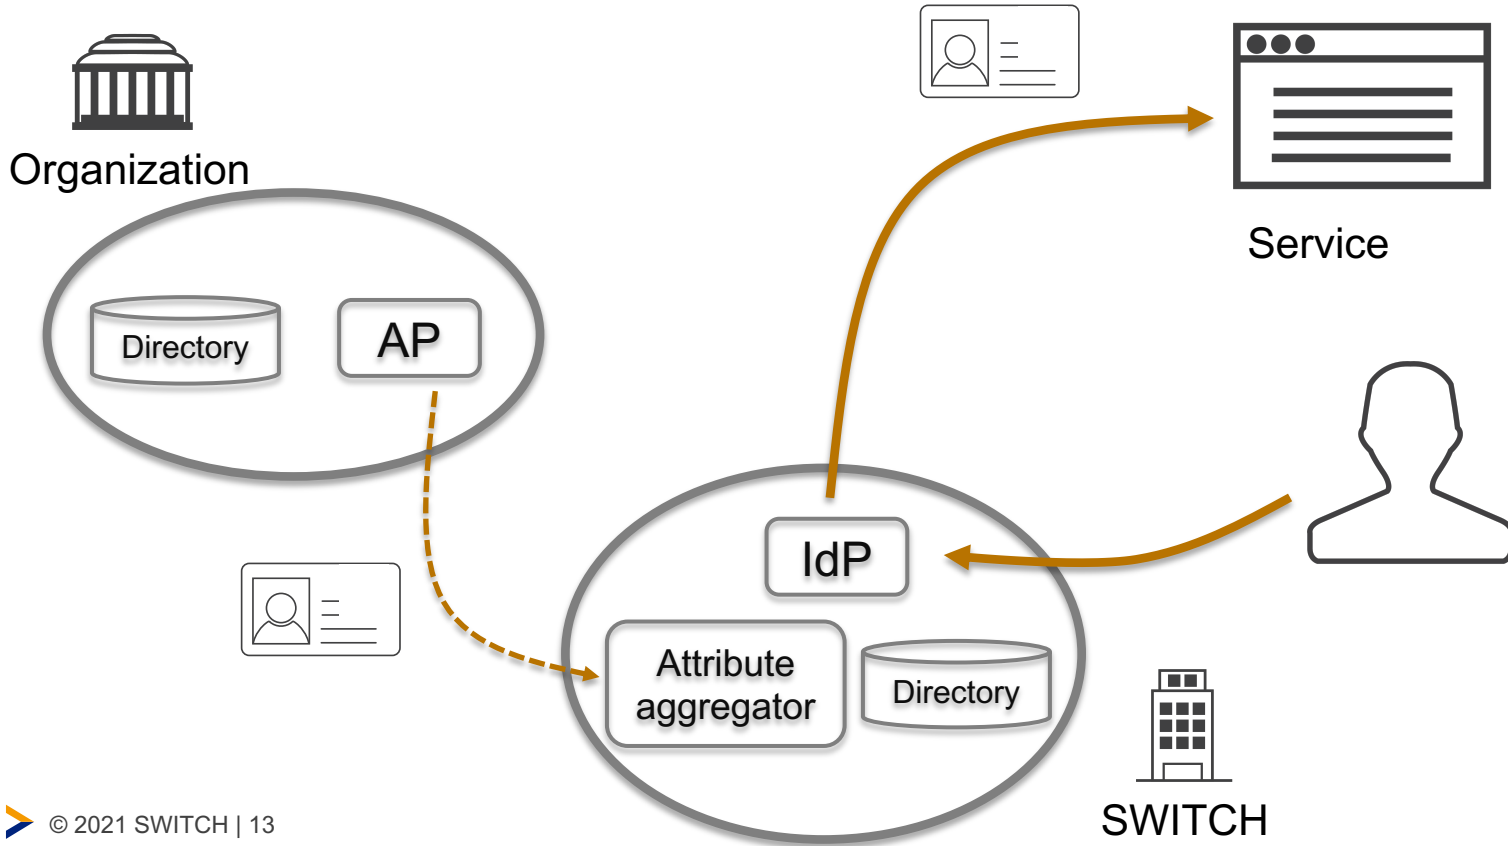 Organization
Service
Directory
AP
IdP
Attribute
aggregator
Directory
SWITCH
© 2021 SWITCH | 13